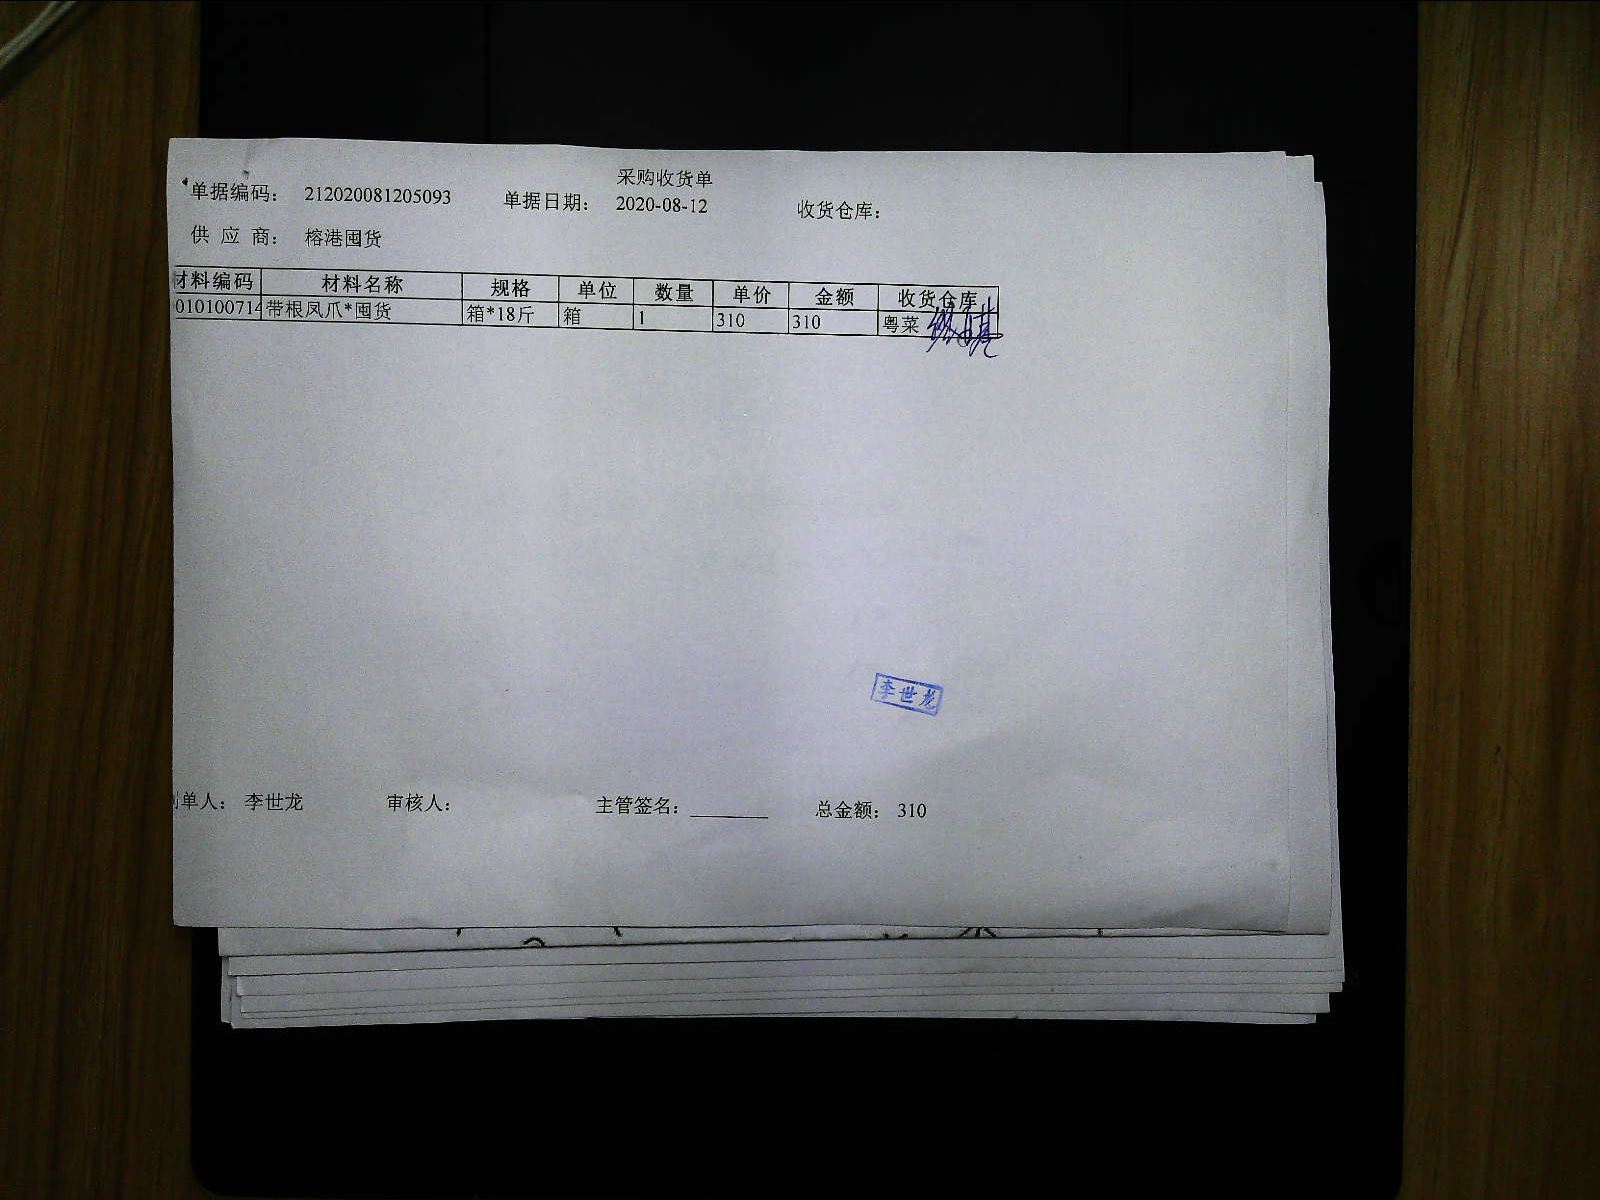 采购收货单
单据编码: 212020081205093 单据日期: 2020-08-12 收货仓库:
供应商: 榕港囤货
材料编码 材料名称 规格 单位 数量 单价 金额 收货仓库
010100714 带根凤爪*囤货 箱*18斤 箱 1 310 310 粤菜
李世龙
制单人: 李世龙 审核人: 主管签名: 总金额: 310